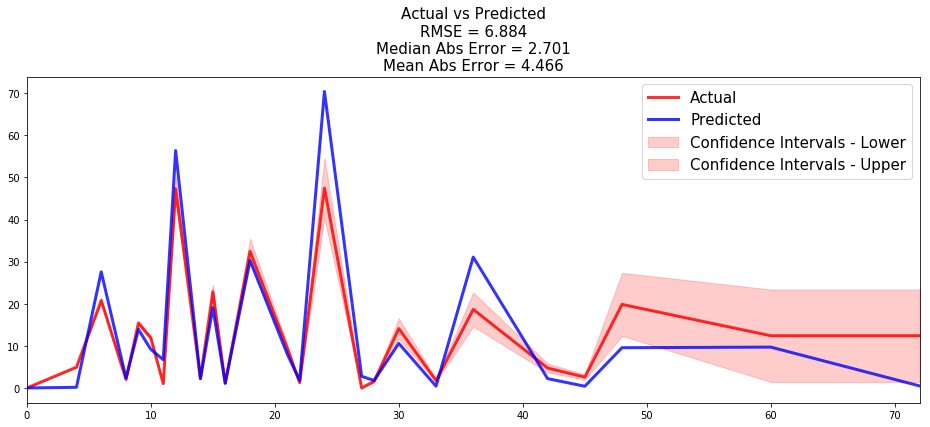 Actual vs Predicted
RMSE = 6.884
Median Abs Error = 2.701
Mean Abs Error = 4.466
Actual
Predicted
Confidence Intervals - Lower
Confidence Intervals - Upper
70
60
50
40
30
20
10
0
0 10 20 30 40 50 60 70